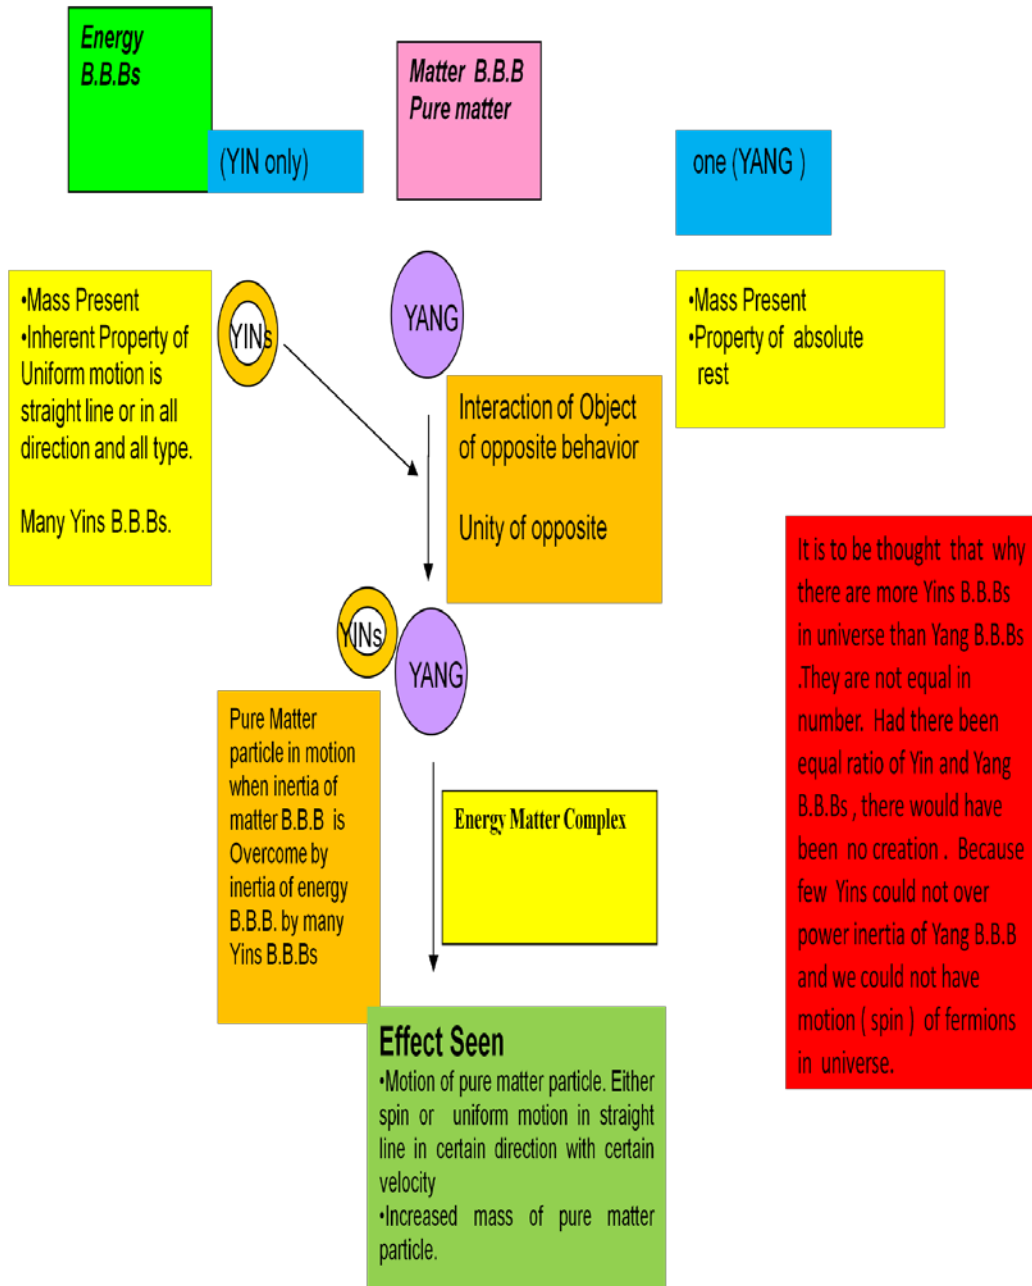 Energy
B.B.Bs
(YIN only)
Matter B.B.B
Pure matter
one (YANG )
•Mass Present
•Inherent Property of
Uniform motion is
straight line or in all
direction and all type.
Many Yins B.B.Bs.
YINs
YANG
•Mass Present
•Property of absolute
rest
Interaction of Object
of opposite behavior
Unity of opposite
YINs
YANG
Pure Matter
particle in motion
when inertia of
matter B.B.B is
Overcome by
inertia of energy
B.B.B. by many
Yins B.B.Bs
Energy Matter Complex
It is to be thought that why
there are more Yins B.B.Bs
in universe than Yang B.B.Bs
.They are not equal in
number. Had there been
equal ratio of Yin and Yang
B.B.Bs , there would have
been no creation . Because
few Yins could not over
power inertia of Yang B.B.B
and we could not have
motion ( spin ) of fermions
in universe.
Effect Seen
•Motion of pure matter particle. Either
spin or uniform motion in straight
line in certain direction with certain
velocity
•Increased mass of pure matter
particle.